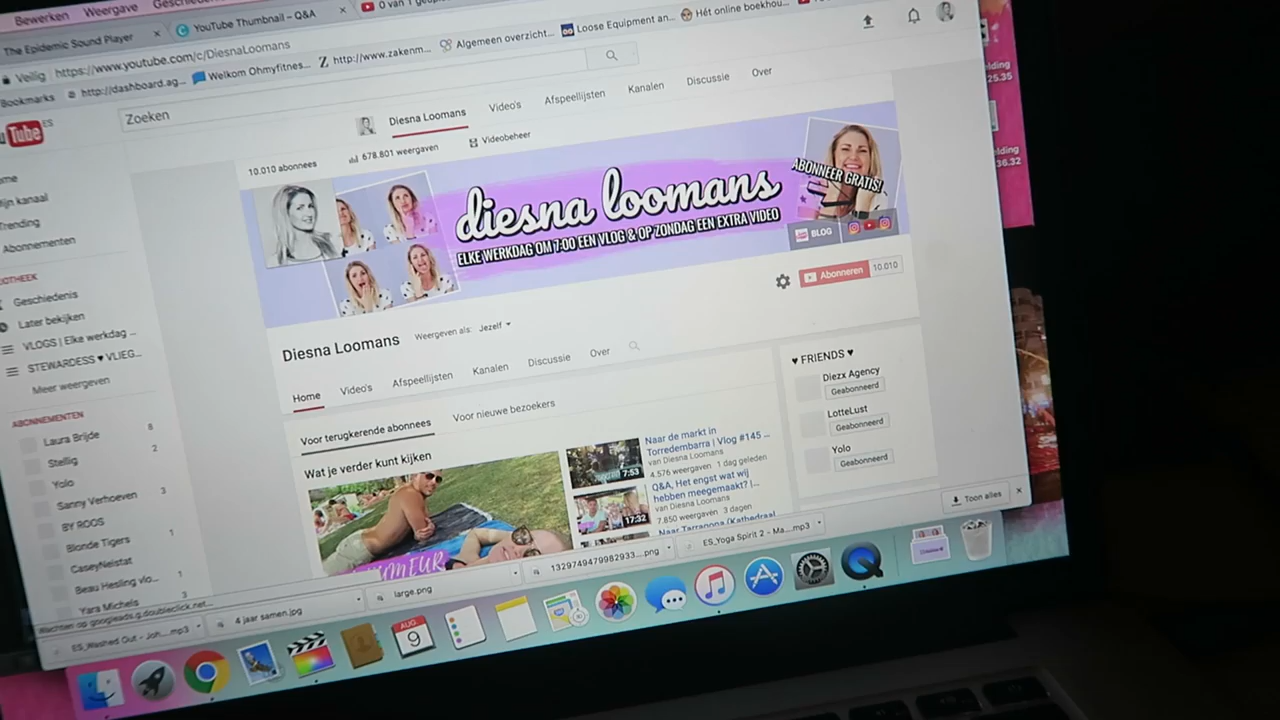 Bewerken Weergave
The Epidemic Sound Player
YouTube Thumbnail – Q&A
Veilig https://www.youtube.com/c/DiesnaLoomans
Bookmarks http://dashboard.ag... Welkom Ohmyfitnes... http://www.zakenm... Algemeen overzicht... Loose Equipment an... Hét online boekhou...
Tube ES
Zoeken
Diesna Loomans Video's Afspeellijsten Kanalen Discussie Over
10.010 abonnees 678.801 weergaven Videobeheer
diesna loomans
ELKE WERKDAG OM 7:00 EEN VLOG & OP ZONDAG EEN EXTRA VIDEO
ABONNEER GRATIS!
BLOG
Abonneren 10.010
Diesna Loomans Weergeven als: Jezelf
Home Video's Afspeellijsten Kanalen Discussie Over
Voor terugkerende abonnees Voor nieuwe bezoekers
Wat je verder kunt kijken
Naar de markt in
Torredembarra | Vlog #145 ...
van Diesna Loomans
4.576 weergaven 1 dag geleden
7:53
Q&A, Het engst wat wij
hebben meegemaakt? |...
van Diesna Loomans
7.850 weergaven 3 dagen
17:32
Naar Tarragona (Kathedraal
♥ FRIENDS ♥
Diezx Agency
Geabonneerd
LotteLust
Geabonneerd
Yolo
Geabonneerd
Trending
Abonnementen
Geschiedenis
Later bekijken
VLOGS | Elke werkdag ...
STEWARDESS ♥ VLIEG...
Meer weergeven
ABONNEMENTEN
Laura Brijde 8
Stellig 2
Yolo
Sanny Verhoeven 3
BY ROOS
Blonde Tigers 1
CaseyNeistat
Beau Hesling vlo... 1
Yara Michels 3
Wachten op googleads.g.doubleclick.net...
ES_Washed Out - Joh....mp3
4 jaar samen.jpg
large.png
1329749479982933....png
ES_Yoga Spirit 2 - Ma....mp3
Toon alles
AUG
9
25.35
36.32